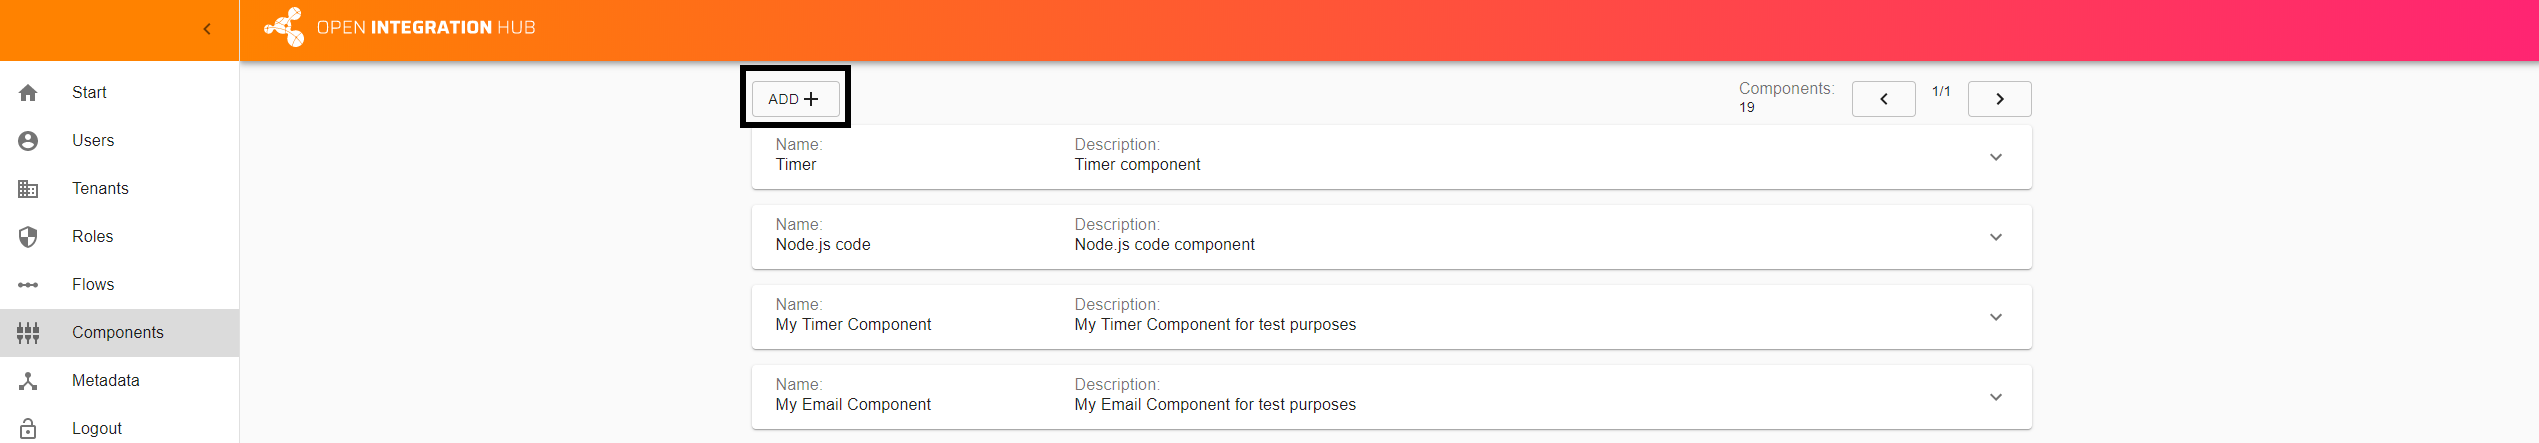 OPEN INTEGRATION HUB
Start
Users
Tenants
Roles
Flows
Components
Metadata
Logout
ADD
Components:
19
1/1
Name:
Timer
Description:
Timer component
Name:
Node.js code
Description:
Node.js code component
Name:
My Timer Component
Description:
My Timer Component for test purposes
Name:
My Email Component
Description:
My Email Component for test purposes